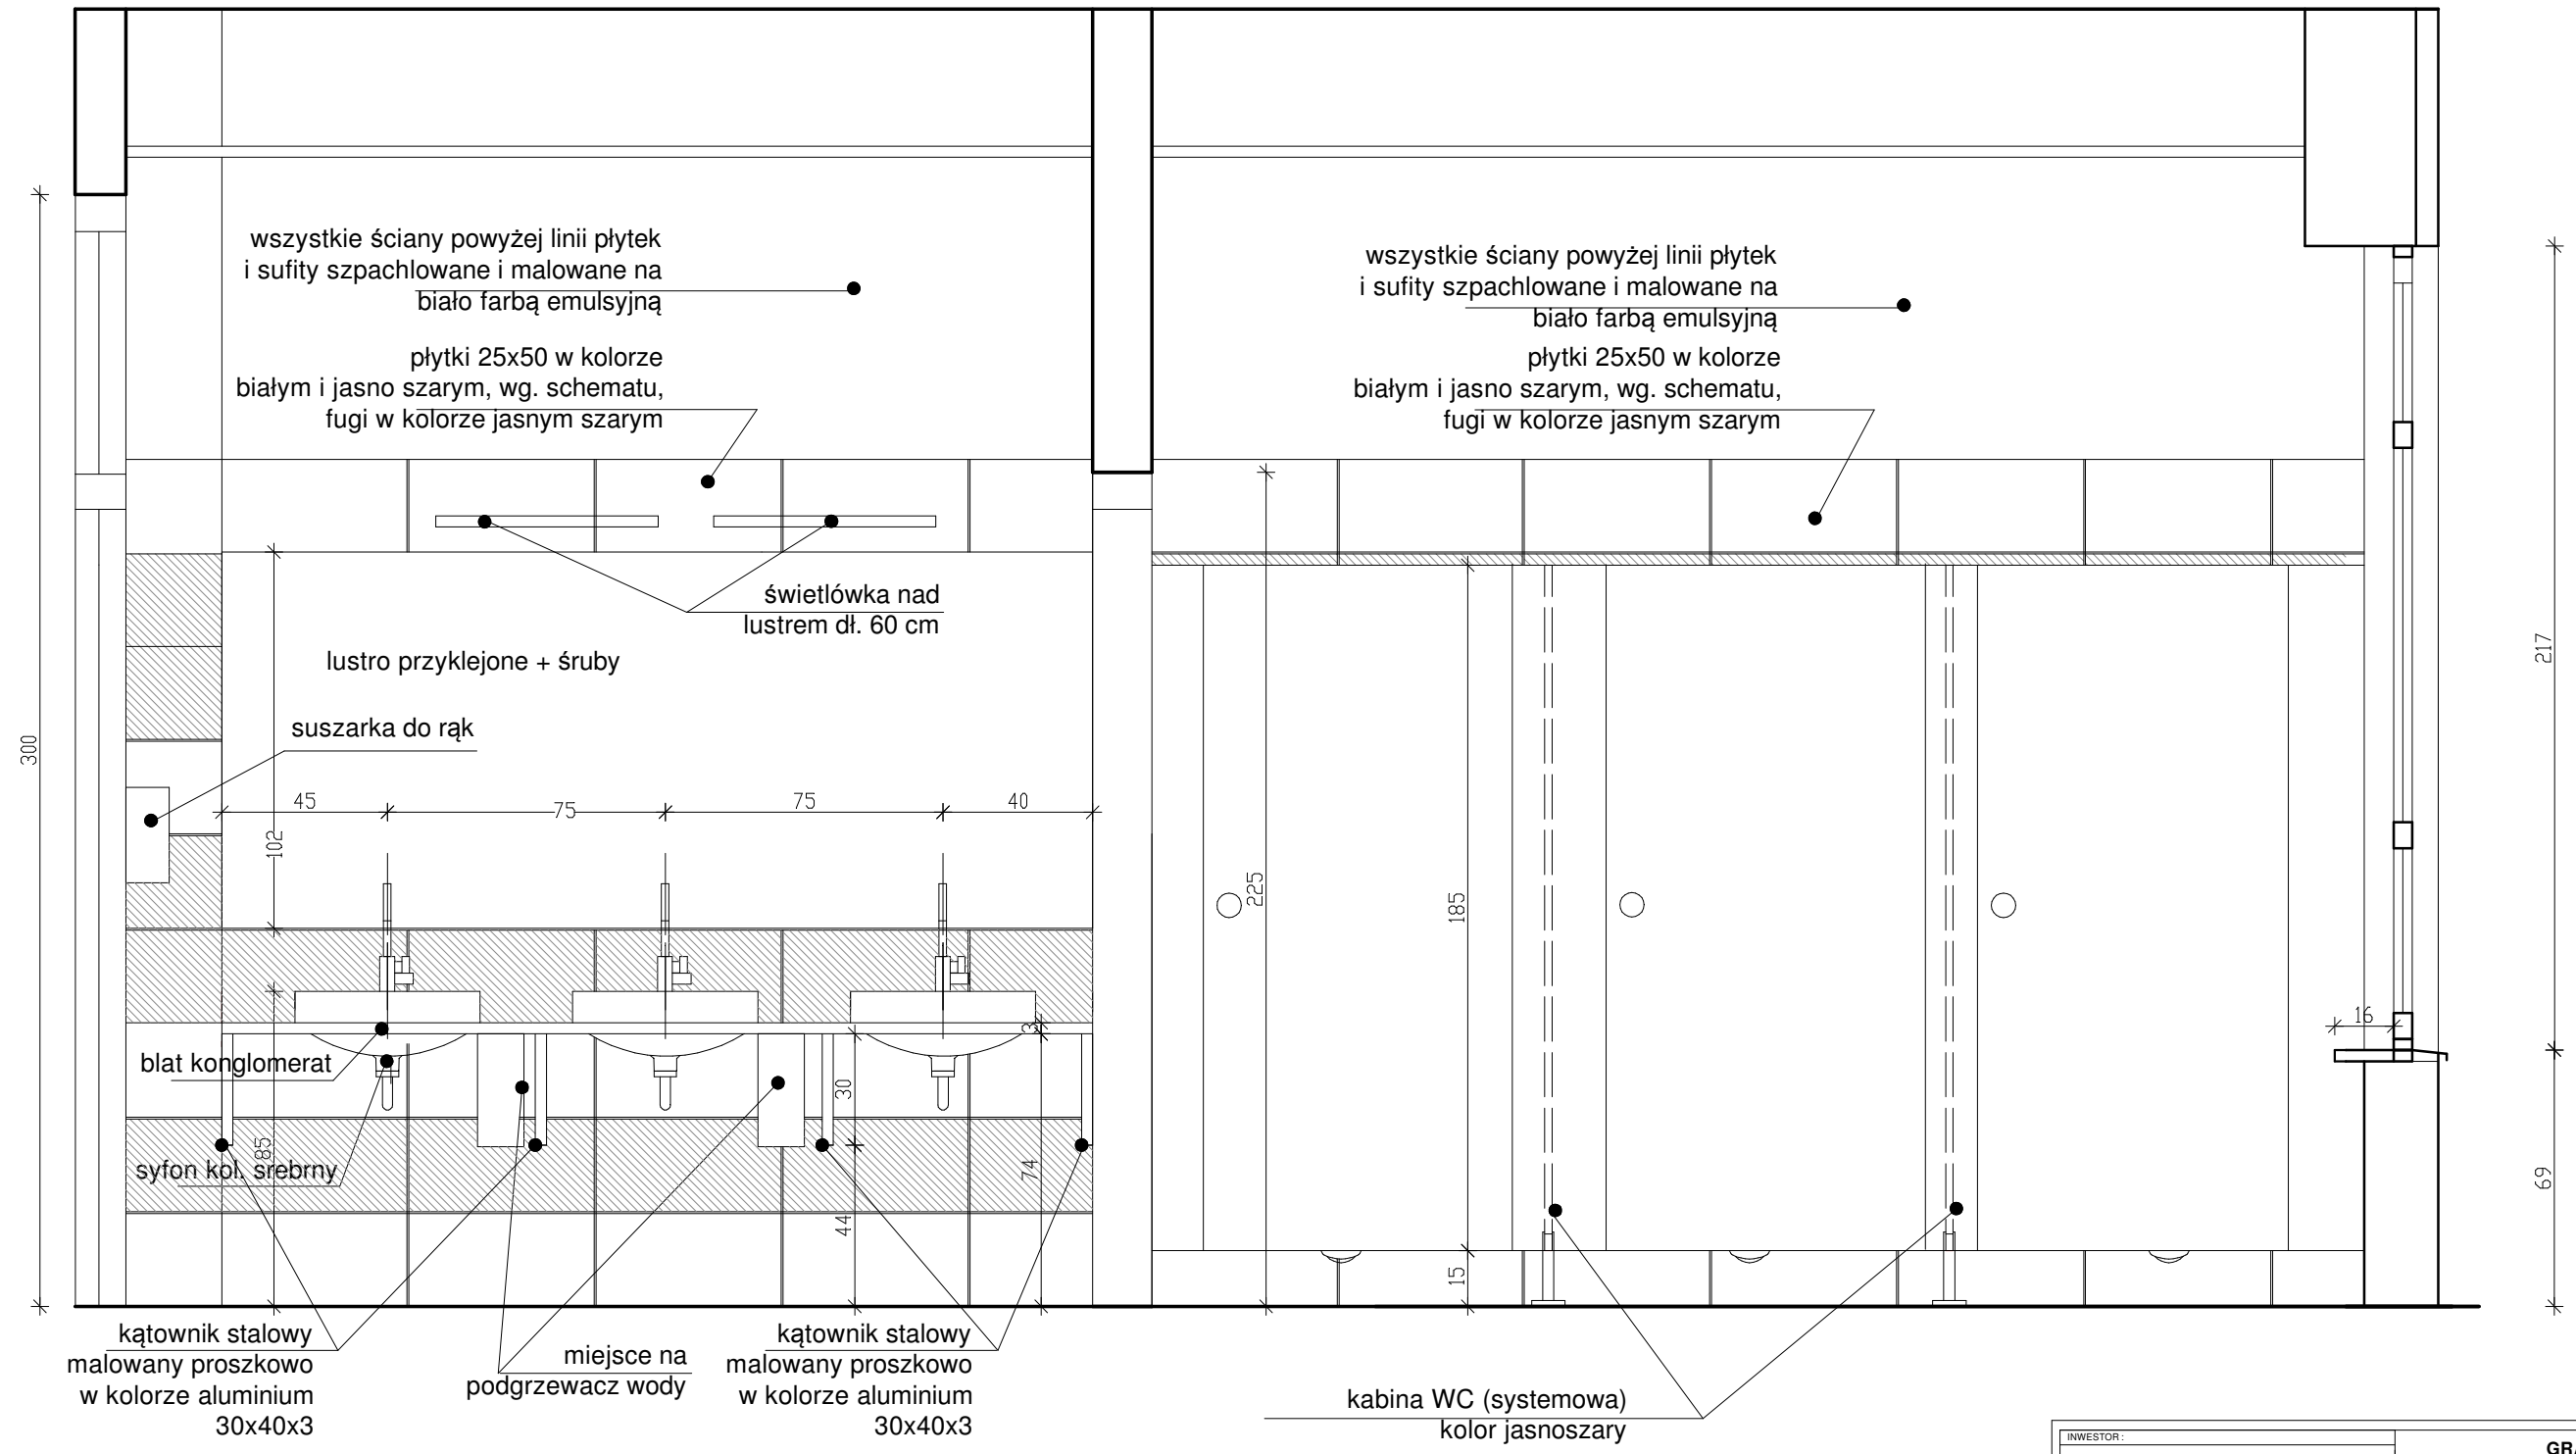 wszystkie ściany powyżej linii płytek
i sufity szpachlowane i malowane na
biało farbą emulsyjną
płytki 25x50 w kolorze
białym i jasno szarym, wg. schematu,
fugi w kolorze jasnym szarym
wszystkie ściany powyżej linii płytek
i sufity szpachlowane i malowane na
biało farbą emulsyjną
płytki 25x50 w kolorze
białym i jasno szarym, wg. schematu,
fugi w kolorze jasnym szarym
świetlówka nad
lustrem dł. 60 cm
lustro przyklejone + śruby
suszarka do rąk
300
45
75
75
40
102
225
185
217
16
3
blat konglomerat
30
85
syfon kol. srebrny
74
44
15
69
kątownik stalowy
malowany proszkowo
w kolorze aluminium
30x40x3
miejsce na
podgrzewacz wody
kątownik stalowy
malowany proszkowo
w kolorze aluminium
30x40x3
kabina WC (systemowa)
kolor jasnoszary
INWESTOR :